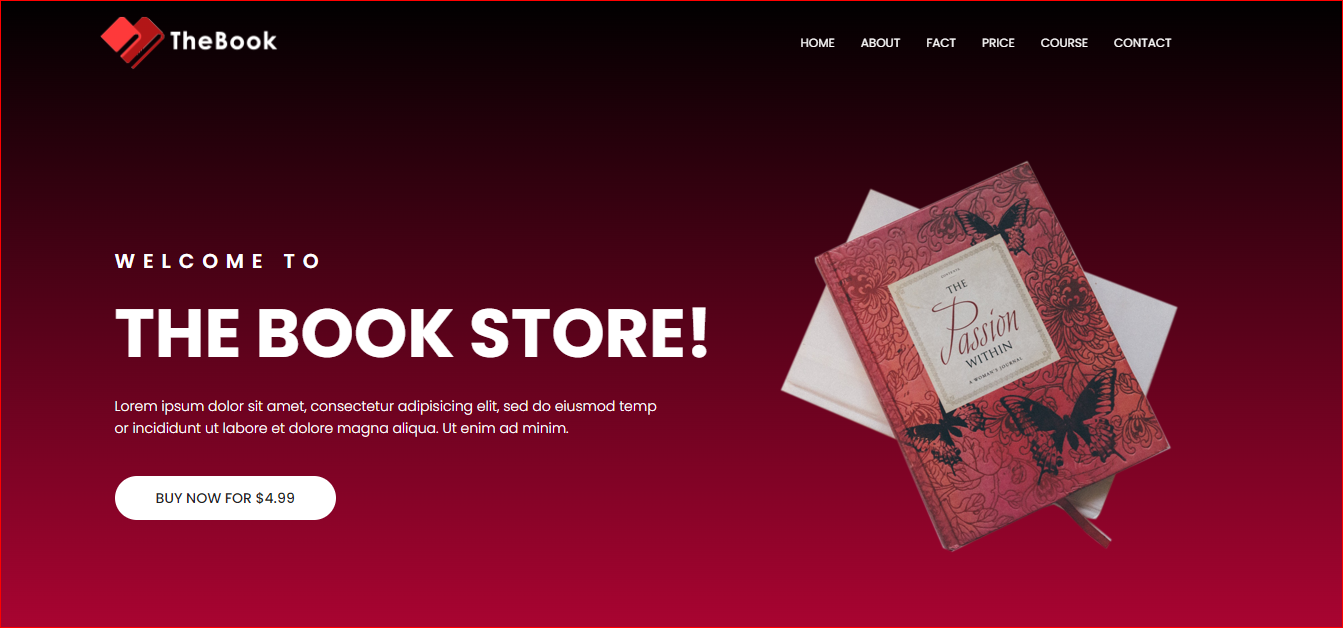 TheBook
HOME ABOUT FACT PRICE COURSE CONTACT
WELCOME TO
THE BOOK STORE!
Lorem ipsum dolor sit amet, consectetur adipisicing elit, sed do eiusmod temp
or incididunt ut labore et dolore magna aliqua. Ut enim ad minim.
BUY NOW FOR $4.99
THE
Passion
WITHIN
A WOMAN'S JOURNAL